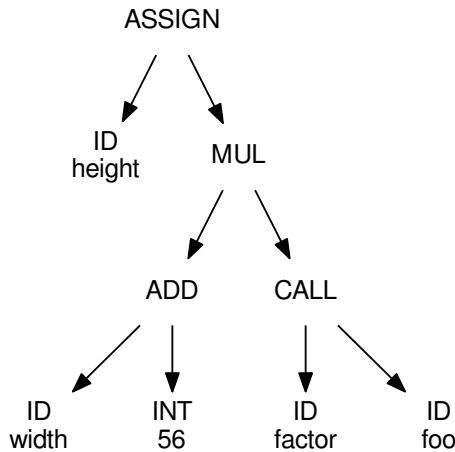 ASSIGN
ID
height
MUL
ADD
CALL
ID
width
INT
56
ID
factor
ID
foo